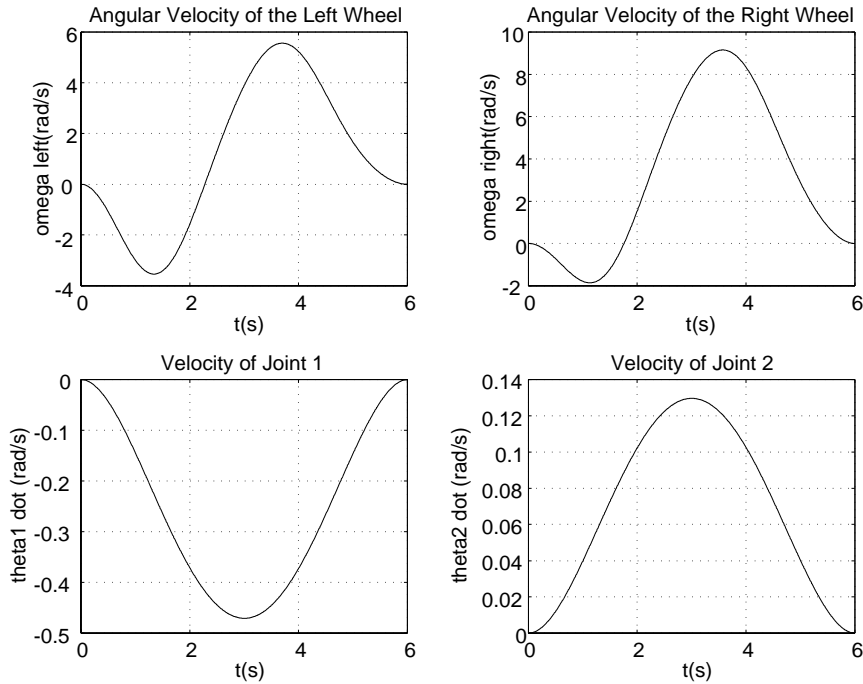 Angular Velocity of the Left Wheel
6
4
2
0
-2
-4
omega left(rad/s)
0 2 4 6
t(s)
Angular Velocity of the Right Wheel
10
8
6
4
2
0
-2
omega right(rad/s)
0 2 4 6
t(s)
Velocity of Joint 1
0
-0.1
-0.2
-0.3
-0.4
-0.5
theta1 dot (rad/s)
0 2 4 6
t(s)
Velocity of Joint 2
0.14
0.12
0.1
0.08
0.06
0.04
0.02
0
theta2 dot (rad/s)
0 2 4 6
t(s)